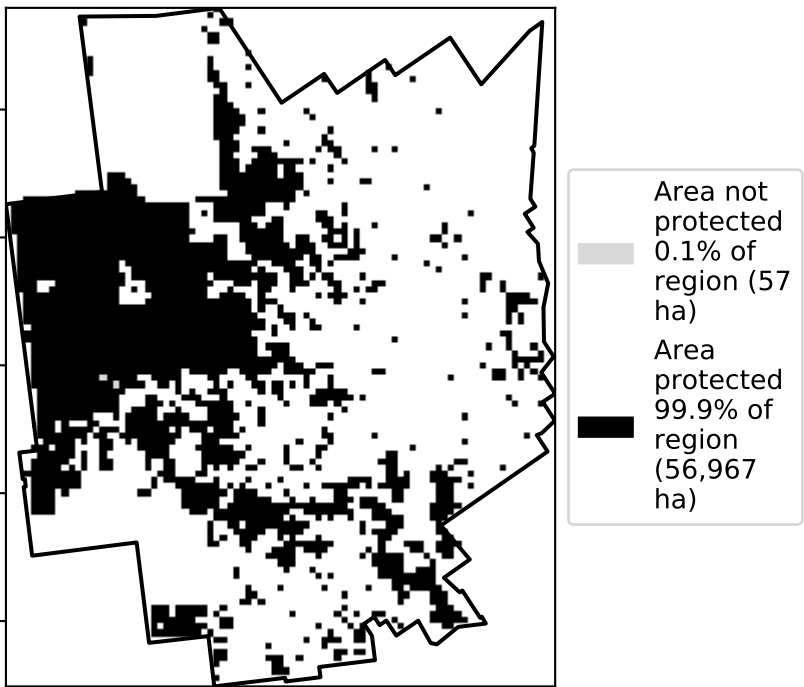 Area not
protected
0.1% of
region (57
ha)
Area
protected
99.9% of
region
(56,967
ha)